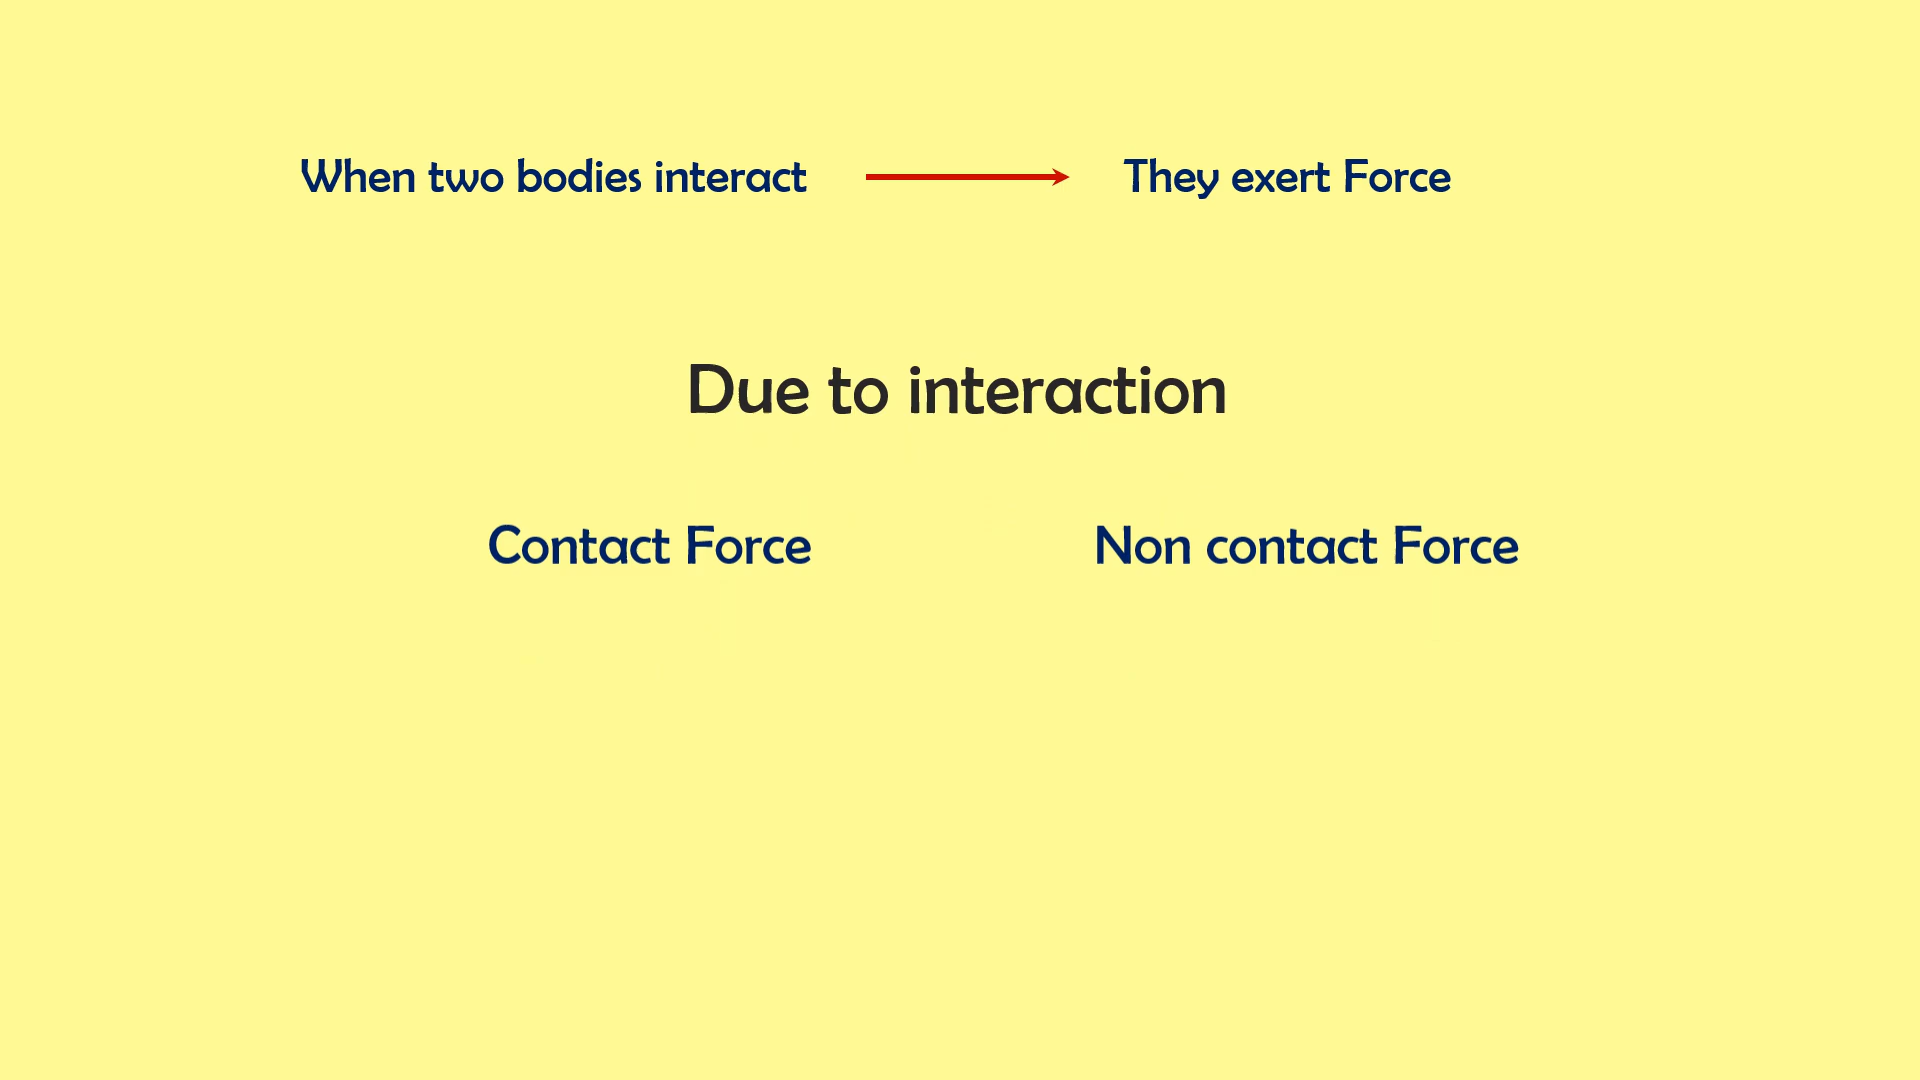 When two bodies interact → They exert Force
Due to interaction
Contact Force Non contact Force